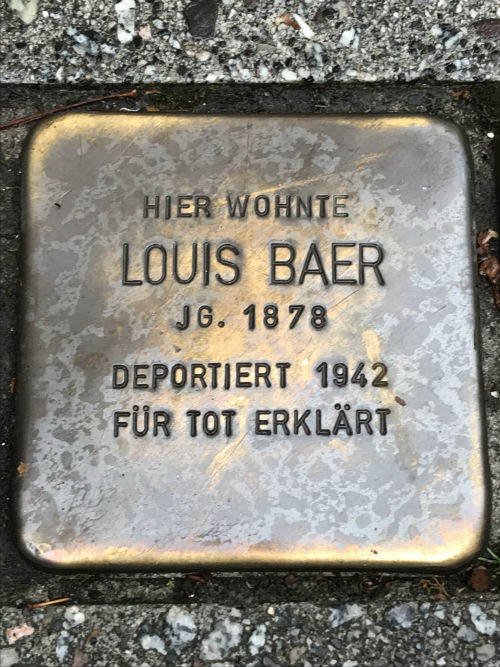 HIER WOHNTE
LOUIS BAER
JG. 1878
DEPORTIERT 1942
FÜR TOT ERKLÄRT